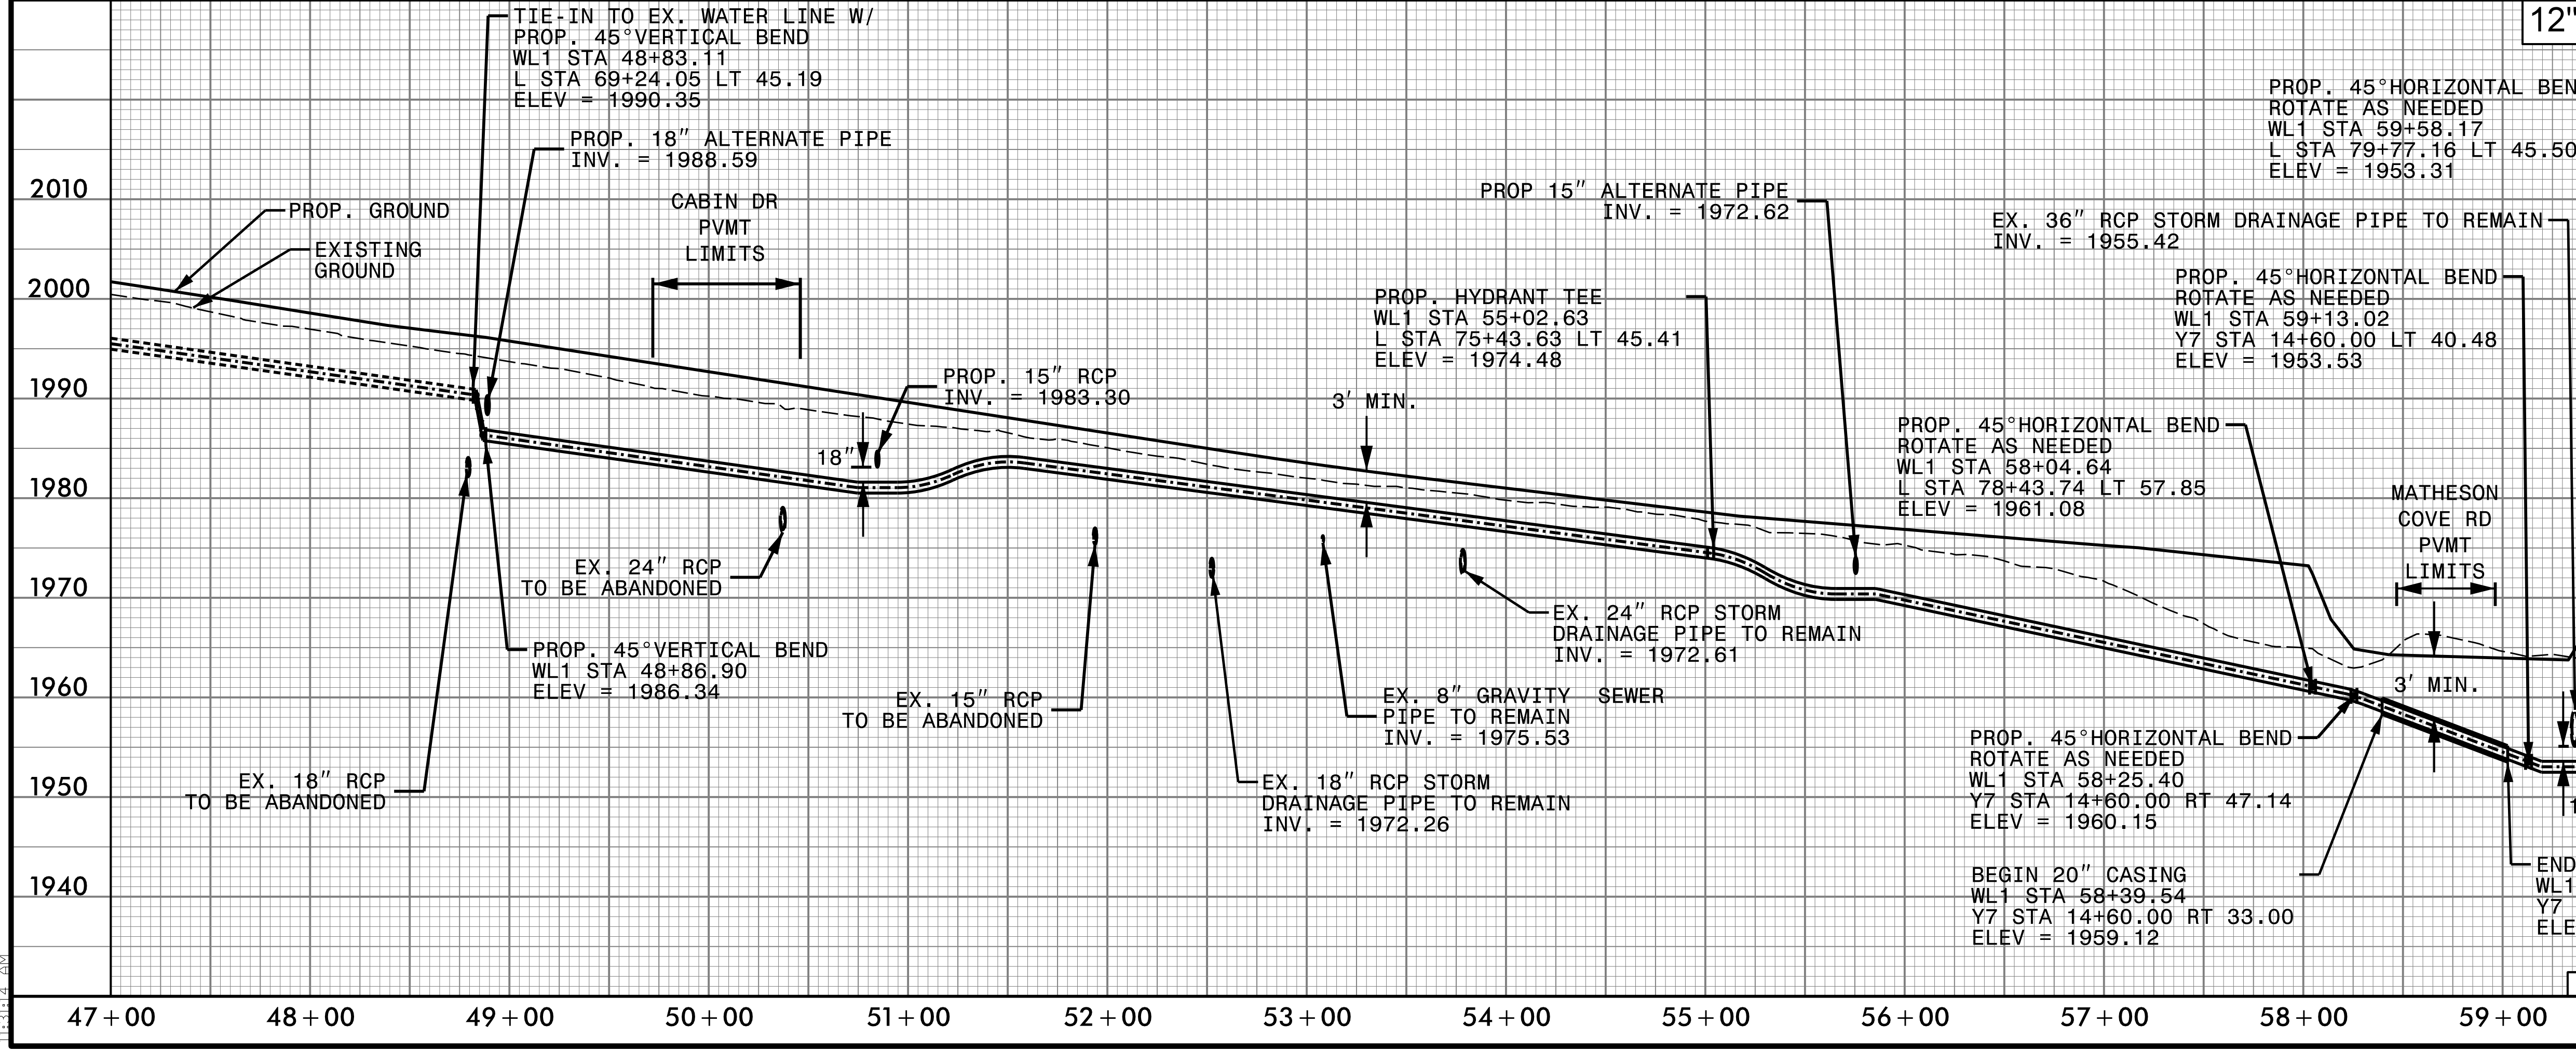 TIE-IN TO EX. WATER LINE W/
PROP. 45°VERTICAL BEND
WL1 STA 48+83.11
L STA 69+24.05 LT 45.19
ELEV = 1990.35
12"
PROP. 18" ALTERNATE PIPE
INV. = 1988.59
CABIN DR
PVMT
LIMITS
PROP. GROUND
EXISTING
GROUND
PROP. 15" RCP
INV. = 1983.30
18"
3' MIN.
PROP. HYDRANT TEE
WL1 STA 55+02.63
L STA 75+43.63 LT 45.41
ELEV = 1974.48
PROP 15" ALTERNATE PIPE
INV. = 1972.62
PROP. 45°HORIZONTAL BEN
ROTATE AS NEEDED
WL1 STA 59+58.17
L STA 79+77.16 LT 45.50
ELEV = 1953.31
EX. 36" RCP STORM DRAINAGE PIPE TO REMAIN
INV. = 1955.42
PROP. 45°HORIZONTAL BEND
ROTATE AS NEEDED
WL1 STA 59+13.02
Y7 STA 14+60.00 LT 40.48
ELEV = 1953.53
PROP. 45°HORIZONTAL BEND
ROTATE AS NEEDED
WL1 STA 58+04.64
L STA 78+43.74 LT 57.85
ELEV = 1961.08
MATHESON
COVE RD
PVMT
LIMITS
3' MIN.
EX. 24" RCP
TO BE ABANDONED
PROP. 45°VERTICAL BEND
WL1 STA 48+86.90
ELEV = 1986.34
EX. 18" RCP
TO BE ABANDONED
EX. 15" RCP
TO BE ABANDONED
EX. 24" RCP STORM
DRAINAGE PIPE TO REMAIN
INV. = 1972.61
EX. 8" GRAVITY SEWER
PIPE TO REMAIN
INV. = 1975.53
EX. 18" RCP STORM
DRAINAGE PIPE TO REMAIN
INV. = 1972.26
PROP. 45°HORIZONTAL BEND
ROTATE AS NEEDED
WL1 STA 58+25.40
Y7 STA 14+60.00 RT 47.14
ELEV = 1960.15
BEGIN 20" CASING
WL1 STA 58+39.54
Y7 STA 14+60.00 RT 33.00
ELEV = 1959.12
END
WL1
Y7
ELE
2010
2000
1990
1980
1970
1960
1950
1940
47+00
48+00
49+00
50+00
51+00
52+00
53+00
54+00
55+00
56+00
57+00
58+00
59+00